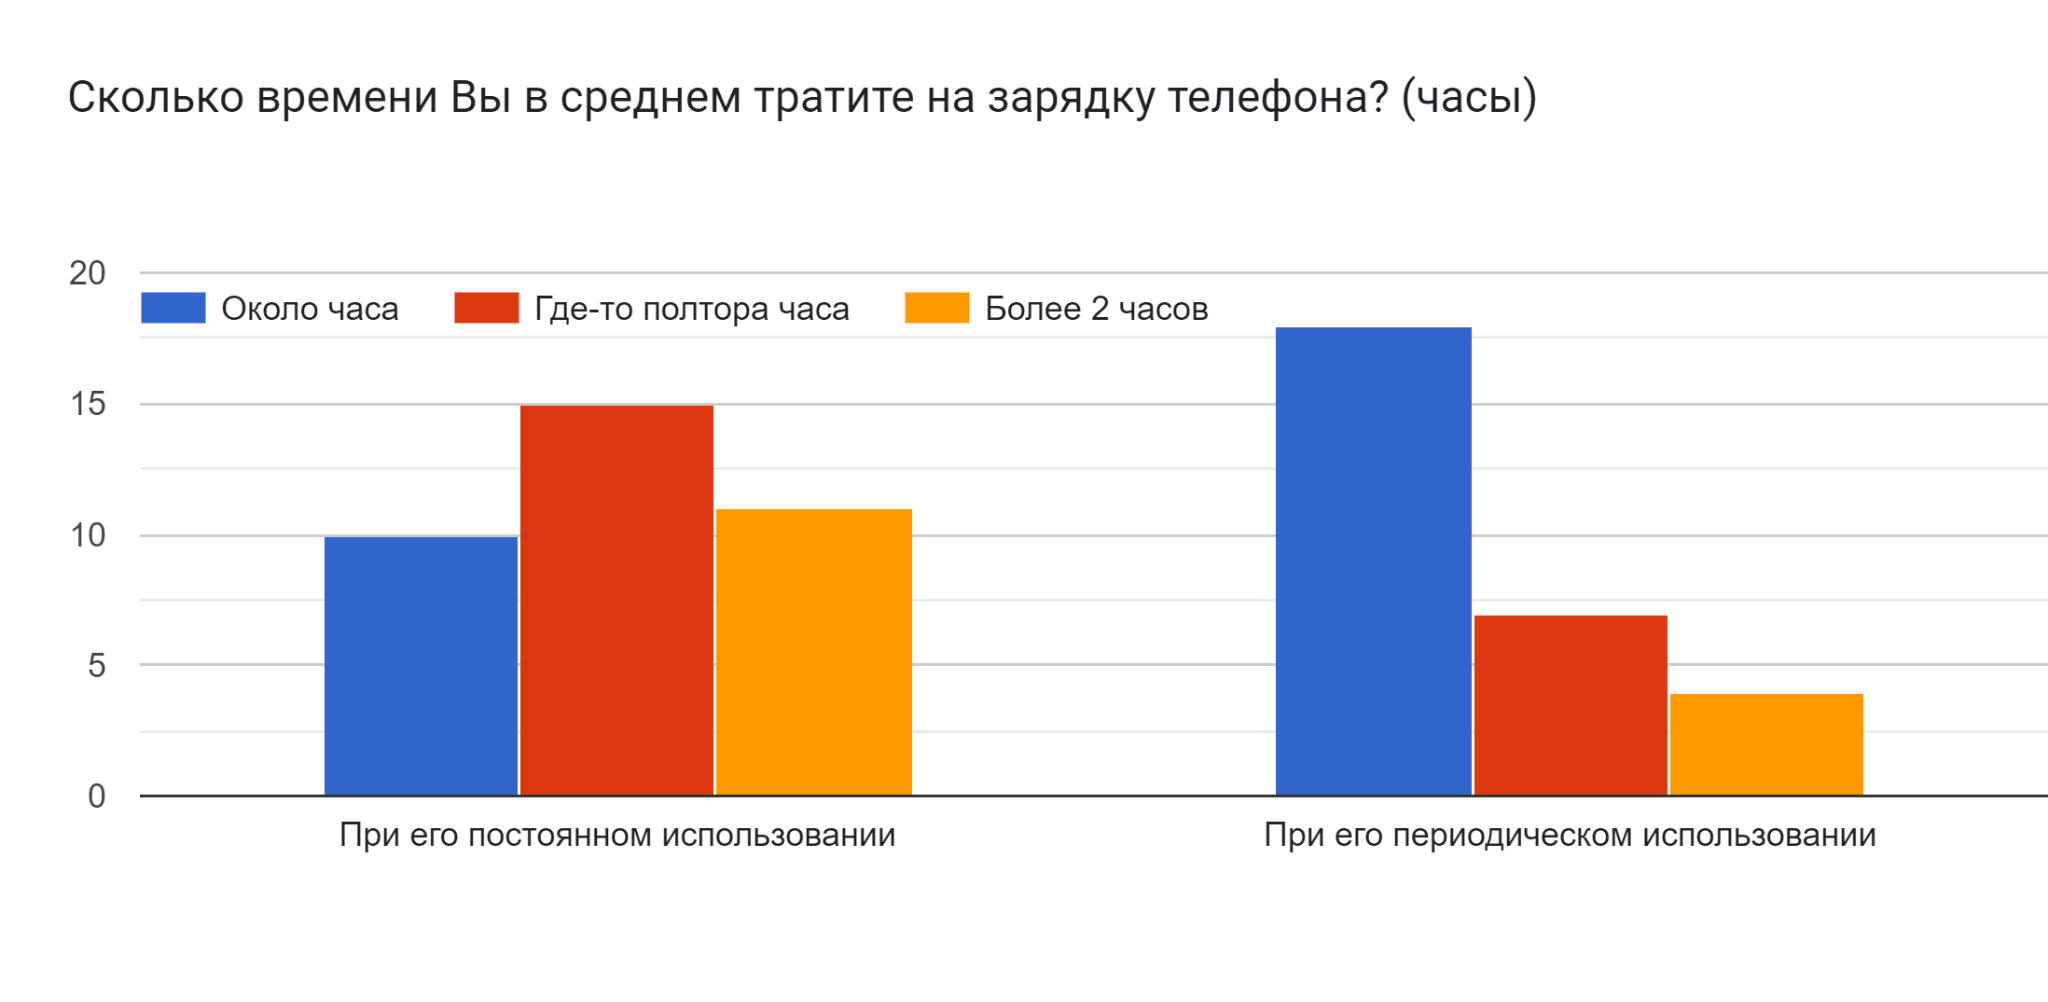 Сколько времени Вы в среднем тратите на зарядку телефона? (часы)
20
Около часа Где-то полтора часа Более 2 часов
15
10
5
0
При его постоянном использовании При его периодическом использовании